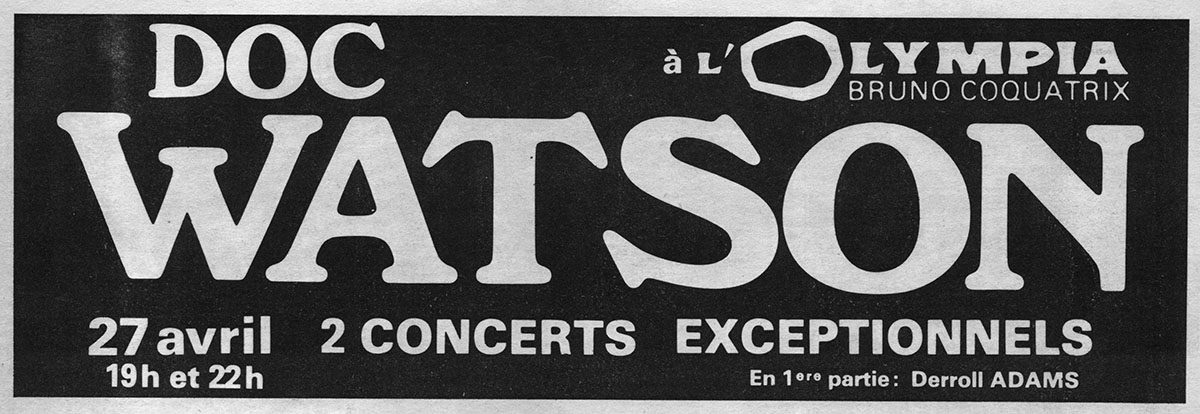 DOC
à L'OLYMPIA
BRUNO COQUATRIX
WATSON
27 avril 2 CONCERTS EXCEPTIONNELS
19h et 22h
En 1ere partie: Derroll ADAMS